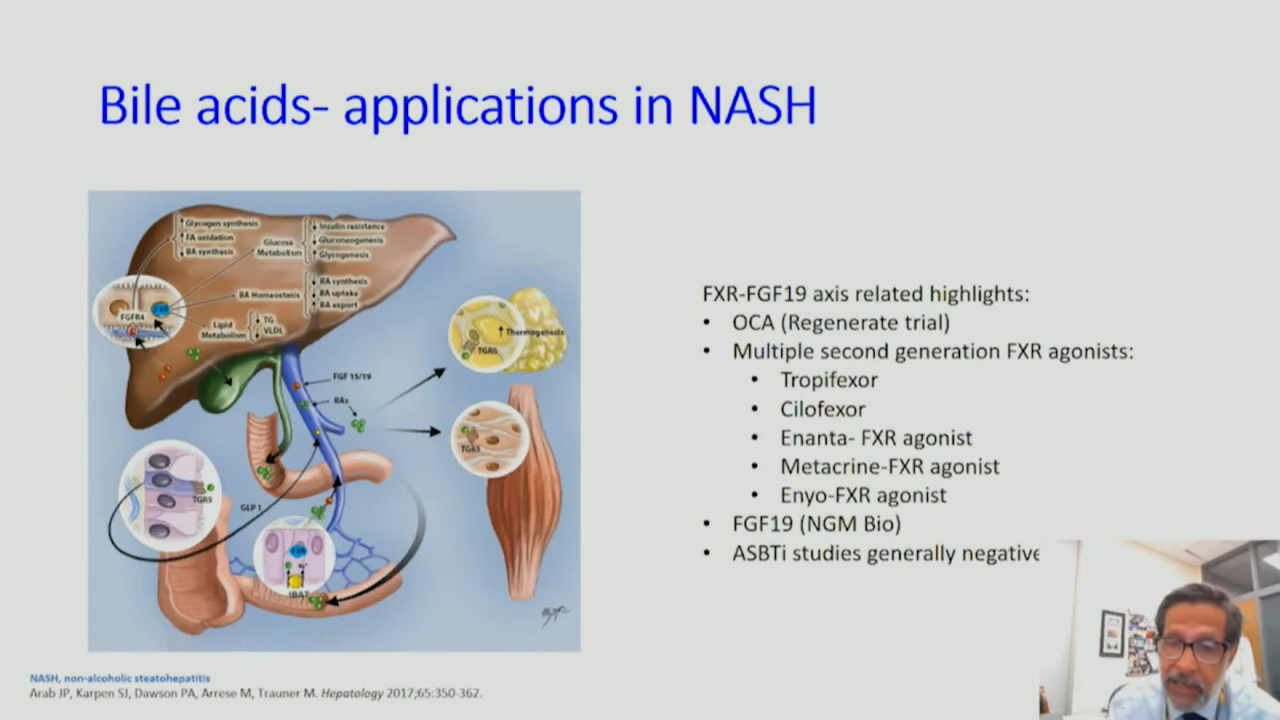 Bile acids- applications in NASH
Glycogen synthesis
FA oxidation
BA synthesis
Glucose
Metabolism
Insulin resistance
Gluconeogenesis
Glycogenesis
BA Homeostasis
BA synthesis
BA uptake
BA export
Lipid
Metabolism
TG
VLDL
FGFR4
FXR
Thermogenesis
TGR5
FGF 15/19
BAs
TGR5
TGR5
GLP 1
FXR
IBAT
FXR-FGF19 axis related highlights:
• OCA (Regenerate trial)
• Multiple second generation FXR agonists:
• Tropifexor
• Cilofexor
• Enanta- FXR agonist
• Metacrine-FXR agonist
• Enyo-FXR agonist
• FGF19 (NGM Bio)
• ASBTi studies generally negative
NASH, non-alcoholic steatohepatitis
Arab JP, Karpen SJ, Dawson PA, Arrese M, Trauner M. Hepatology 2017;65:350-362.